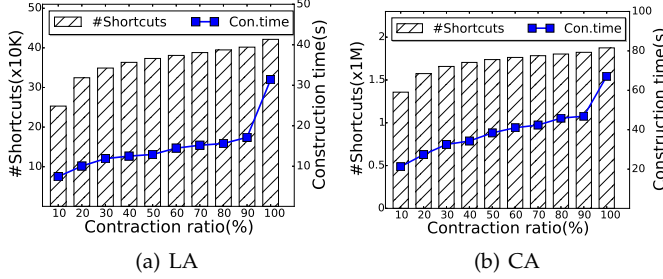 #Shortcuts Con.time
#Shortcuts(x10K)
50
40
30
20
10
50
40
30
20
10
Construction time(s)
10 20 30 40 50 60 70 80 90 100
Contraction ratio(%)
(a) LA
#Shortcuts Con.time
#Shortcuts(x1M)
2
1.5
1
0.5
0
100
80
60
40
20
Construction time(s)
10 20 30 40 50 60 70 80 90 100
Contraction ratio(%)
(b) CA